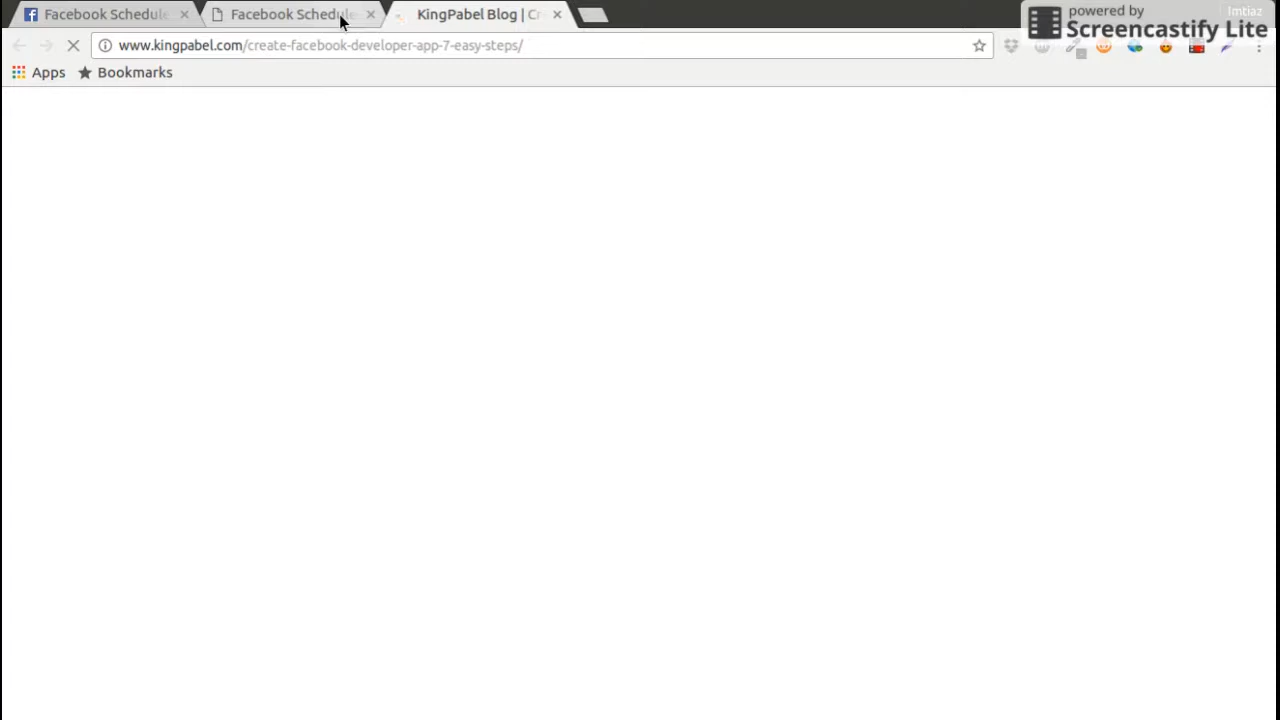 Facebook Schedule
Facebook Schedule
KingPabel Blog | Cr
Imtiaz
powered by
Screencastify Lite
www.kingpabel.com/create-facebook-developer-app-7-easy-steps/
Apps
Bookmarks